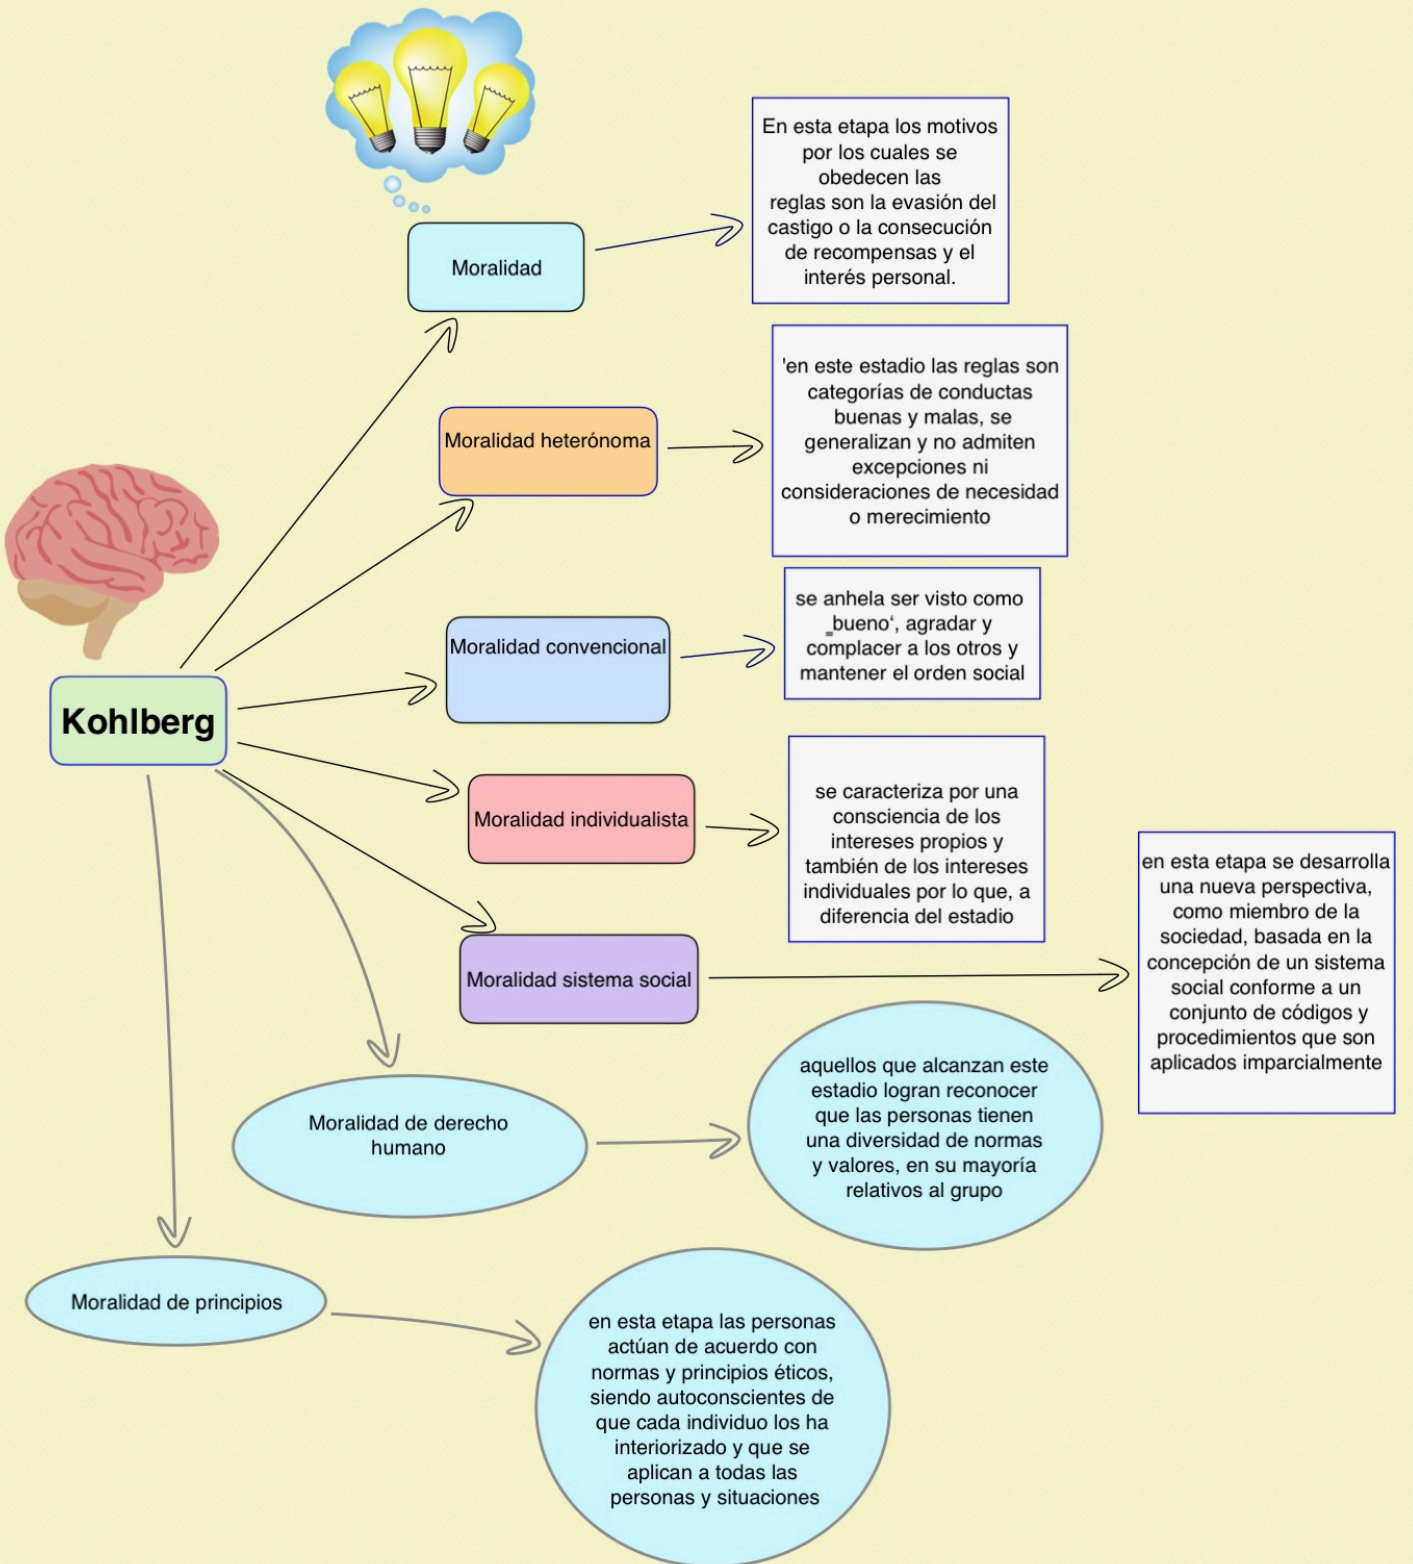 Moralidad
En esta etapa los motivos
por los cuales se
obedecen las
reglas son la evasión del
castigo o la consecución
de recompensas y el
interés personal.
Moralidad heterónoma
'en este estadio las reglas son
categorías de conductas
buenas y malas, se
generalizan y no admiten
excepciones ni
consideraciones de necesidad
o merecimiento
Kohlberg
Moralidad convencional
se anhela ser visto como
‗bueno‘, agradar y
complacer a los otros y
mantener el orden social
Moralidad individualista
se caracteriza por una
consciencia de los
intereses propios y
también de los intereses
individuales por lo que, a
diferencia del estadio
Moralidad sistema social
en esta etapa se desarrolla
una nueva perspectiva,
como miembro de la
sociedad, basada en la
concepción de un sistema
social conforme a un
conjunto de códigos y
procedimientos que son
aplicados imparcialmente
Moralidad de derecho
humano
aquellos que alcanzan este
estadio logran reconocer
que las personas tienen
una diversidad de normas
y valores, en su mayoría
relativos al grupo
Moralidad de principios
en esta etapa las personas
actúan de acuerdo con
normas y principios éticos,
siendo autoconscientes de
que cada individuo los ha
interiorizado y que se
aplican a todas las
personas y situaciones